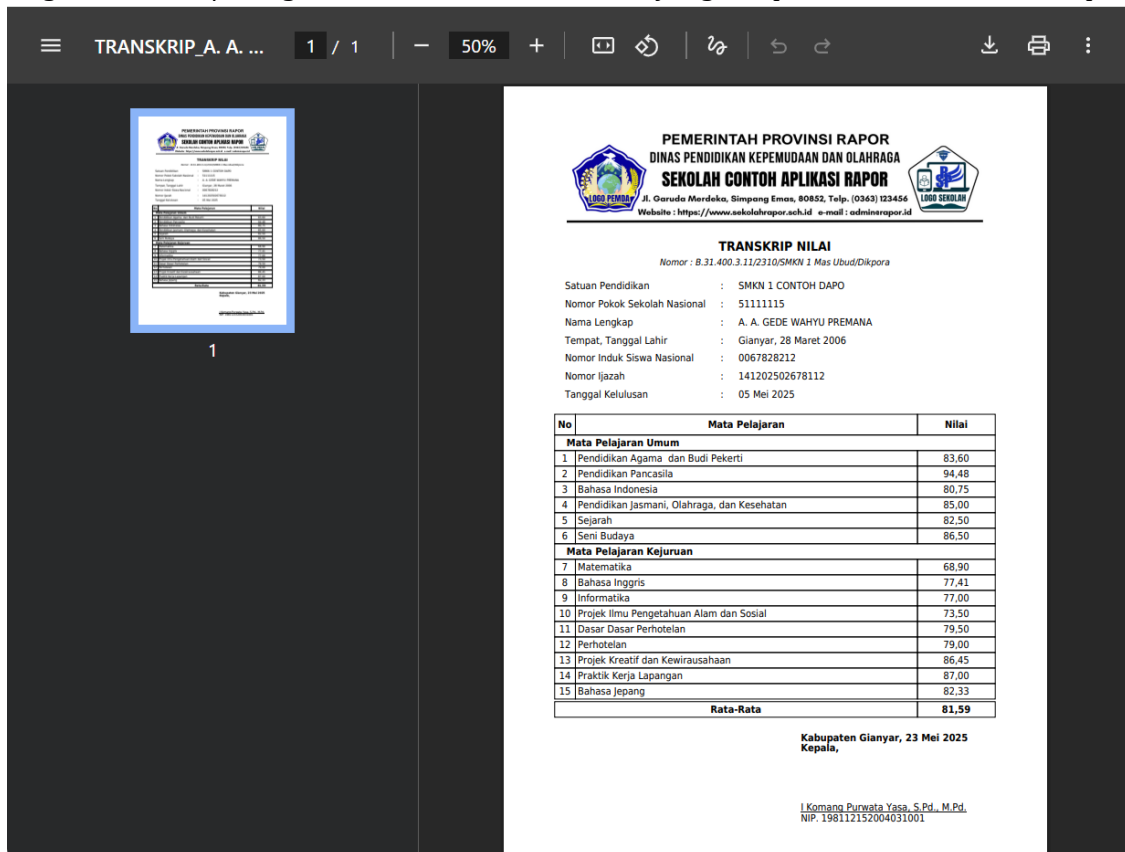 TRANSKRIP_A. A. ... 1 / 1 50%
1
PEMERINTAH PROVINSI RAPOR
DINAS PENDIDIKAN KEPEMUDAAN DAN OLAHRAGA
SEKOLAH CONTOH APLIKASI RAPOR
Jl. Garuda Merdeka, Simpang Emas, 80852, Telp. (0363) 123456
Website : https://www.sekolahrapor.sch.id e-mail : admin@rapor.id
LOGO PEMDA
LOGO SEKOLAH
TRANSKRIP NILAI
Nomor : B.31.400.3.11/2310/SMKN 1 Mas Ubud/Dikpora
Satuan Pendidikan : SMKN 1 CONTOH DAPO
Nomor Pokok Sekolah Nasional : 51111115
Nama Lengkap : A. A. GEDE WAHYU PREMANA
Tempat, Tanggal Lahir : Gianyar, 28 Maret 2006
Nomor Induk Siswa Nasional : 0067828212
Nomor Ijazah : 141202502678112
Tanggal Kelulusan : 05 Mei 2025
No Mata Pelajaran Nilai
Mata Pelajaran Umum
1 Pendidikan Agama dan Budi Pekerti 83,60
2 Pendidikan Pancasila 94,48
3 Bahasa Indonesia 80,75
4 Pendidikan Jasmani, Olahraga, dan Kesehatan 85,00
5 Sejarah 82,50
6 Seni Budaya 86,50
Mata Pelajaran Kejuruan
7 Matematika 68,90
8 Bahasa Inggris 77,41
9 Informatika 77,00
10 Projek Ilmu Pengetahuan Alam dan Sosial 73,50
11 Dasar Dasar Perhotelan 79,50
12 Perhotelan 79,00
13 Projek Kreatif dan Kewirausahaan 86,45
14 Praktik Kerja Lapangan 87,00
15 Bahasa Jepang 82,33
Rata-Rata 81,59
Kabupaten Gianyar, 23 Mei 2025
Kepala,
I Komang Purwata Yasa, S.Pd., M.Pd.
NIP. 198112152004031001